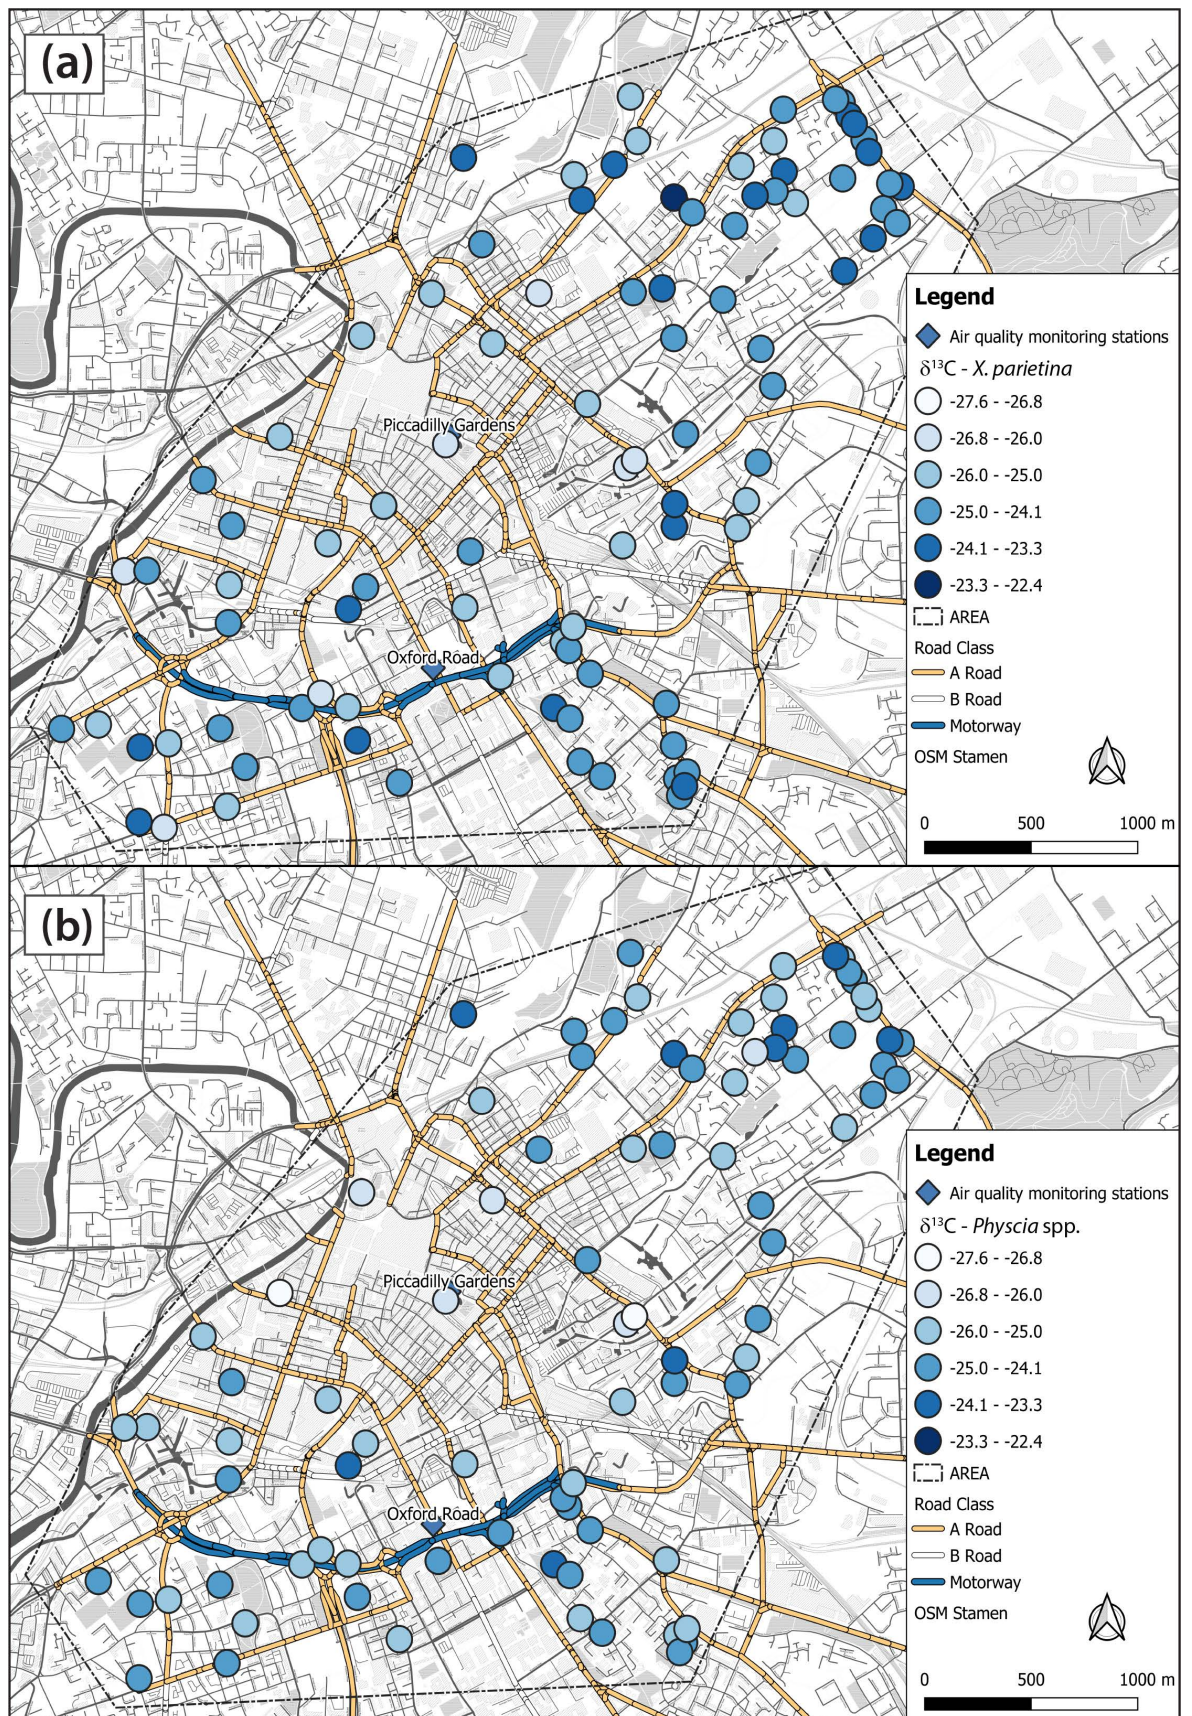 (a)
Piccadilly Gardens
Oxford Road
Legend
Air quality monitoring stations
δ¹³C - X. parietina
-27.6 - -26.8
-26.8 - -26.0
-26.0 - -25.0
-25.0 - -24.1
-24.1 - -23.3
-23.3 - -22.4
AREA
Road Class
A Road
B Road
Motorway
OSM Stamen
0 500 1000 m
(b)
Piccadilly Gardens
Oxford Road
Legend
Air quality monitoring stations
δ¹³C - Physcia spp.
-27.6 - -26.8
-26.8 - -26.0
-26.0 - -25.0
-25.0 - -24.1
-24.1 - -23.3
-23.3 - -22.4
AREA
Road Class
A Road
B Road
Motorway
OSM Stamen
0 500 1000 m